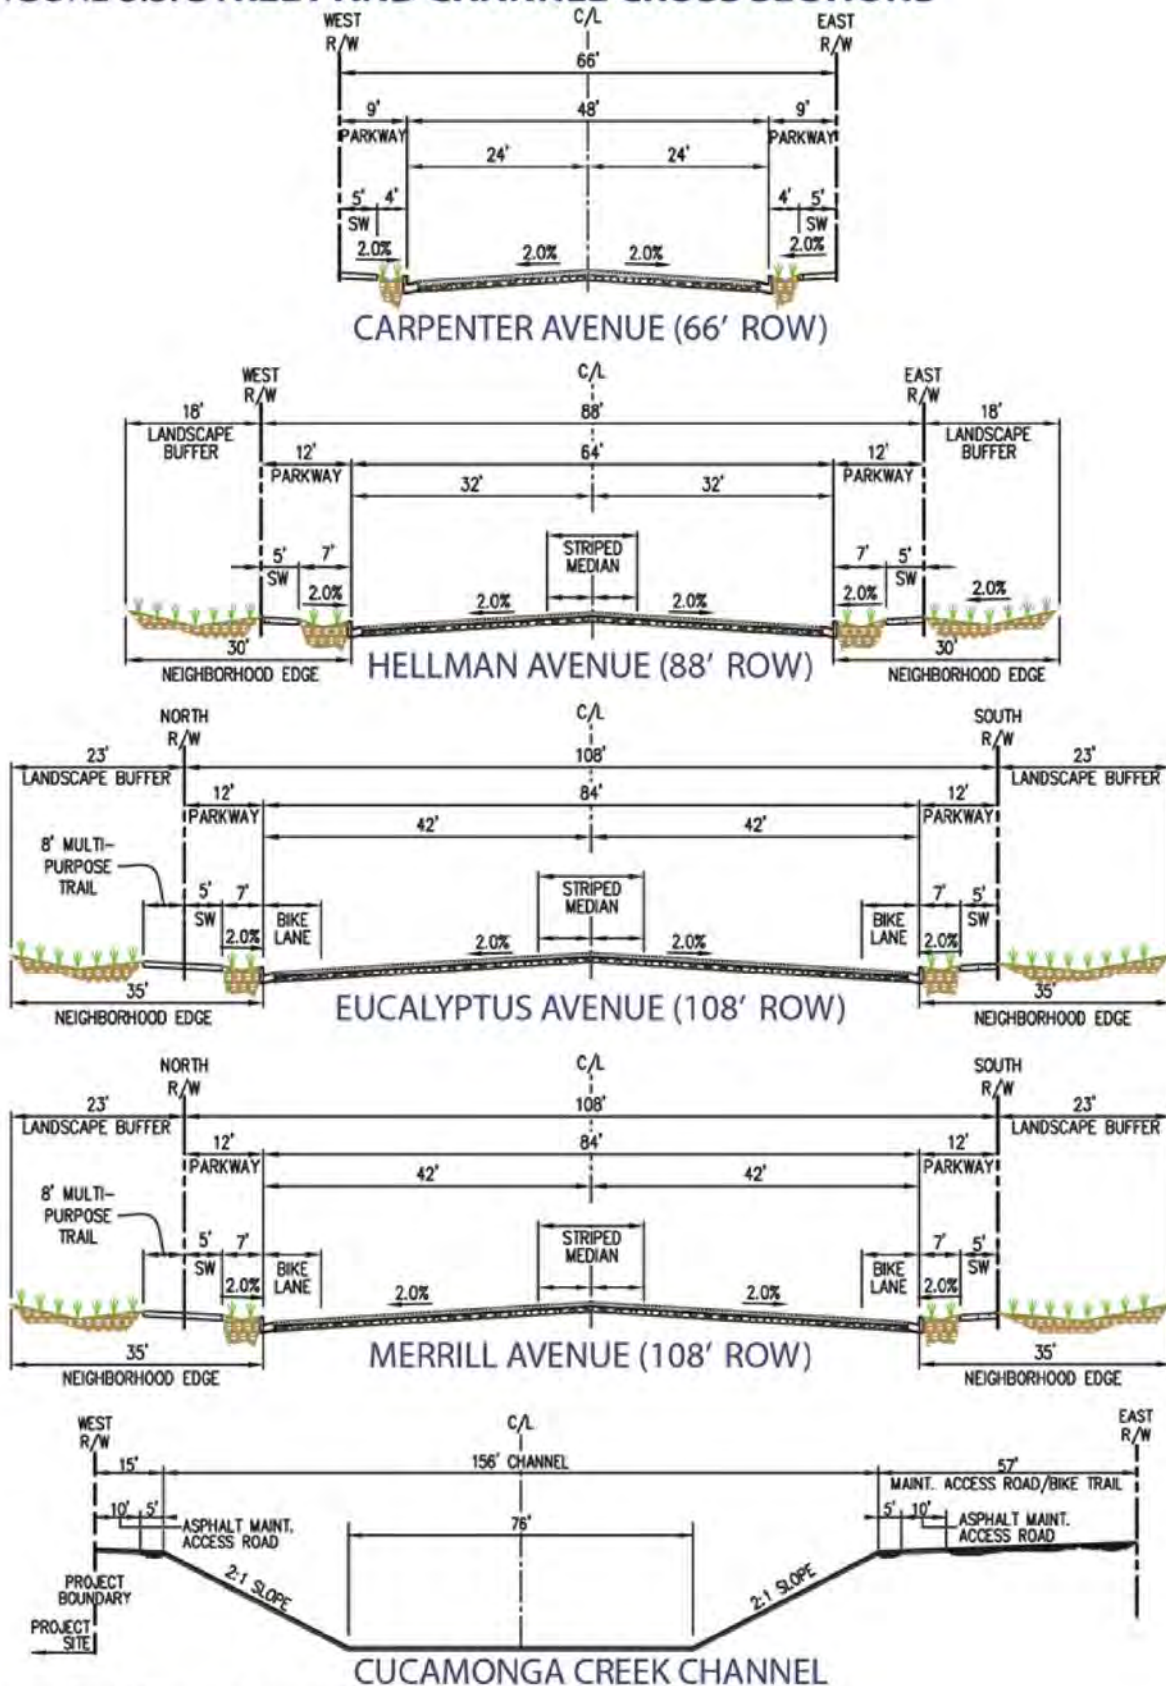 WEST C/L EAST
R/W R/W
66'
9' 48' 9'
PARKWAY PARKWAY
24' 24'
5' 4' 4' 5'
SW SW
2.0% 2.0% 2.0% 2.0%
CARPENTER AVENUE (66' ROW)
WEST C/L EAST
R/W R/W
18' 88' 18'
LANDSCAPE BUFFER LANDSCAPE BUFFER
12' 64' 12'
PARKWAY PARKWAY
32' 32'
5' 7' STRIPED MEDIAN 7' 5'
SW SW
2.0% 2.0% 2.0% 2.0% 2.0%
30' 30'
HELLMAN AVENUE (88' ROW)
NEIGHBORHOOD EDGE NEIGHBORHOOD EDGE
NORTH C/L SOUTH
R/W R/W
23' 108' 23'
LANDSCAPE BUFFER LANDSCAPE BUFFER
12' 84' 12'
PARKWAY PARKWAY
42' 42'
8' MULTI-
PURPOSE
TRAIL
5' 7' STRIPED MEDIAN 7' 5'
SW BIKE LANE BIKE LANE SW
2.0% 2.0% 2.0% 2.0%
35' 35'
EUCALYPTUS AVENUE (108' ROW)
NEIGHBORHOOD EDGE NEIGHBORHOOD EDGE
NORTH C/L SOUTH
R/W R/W
23' 108' 23'
LANDSCAPE BUFFER LANDSCAPE BUFFER
12' 84' 12'
PARKWAY PARKWAY
42' 42'
8' MULTI-
PURPOSE
TRAIL
5' 7' STRIPED MEDIAN 7' 5'
SW BIKE LANE BIKE LANE SW
2.0% 2.0% 2.0% 2.0%
35' 35'
MERRILL AVENUE (108' ROW)
NEIGHBORHOOD EDGE NEIGHBORHOOD EDGE
WEST C/L EAST
R/W R/W
15' 156' CHANNEL 57'
MAINT. ACCESS ROAD/BIKE TRAIL
10' 5' 76' 5' 10'
ASPHALT MAINT. ACCESS ROAD ASPHALT MAINT. ACCESS ROAD
2:1 SLOPE 2:1 SLOPE
PROJECT
BOUNDARY
PROJECT
SITE
CUCAMONGA CREEK CHANNEL